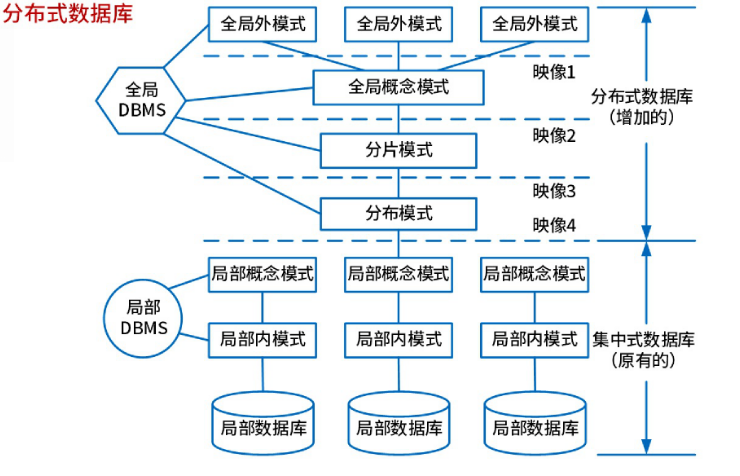 分布式数据库
全局外模式
全局外模式
全局外模式
映像1
全局
DBMS
全局概念模式
分布式数据库
（增加的）
映像2
分片模式
映像3
分布模式
映像4
局部概念模式
局部概念模式
局部概念模式
局部
DBMS
局部内模式
局部内模式
局部内模式
集中式数据库
（原有的）
局部数据库
局部数据库
局部数据库